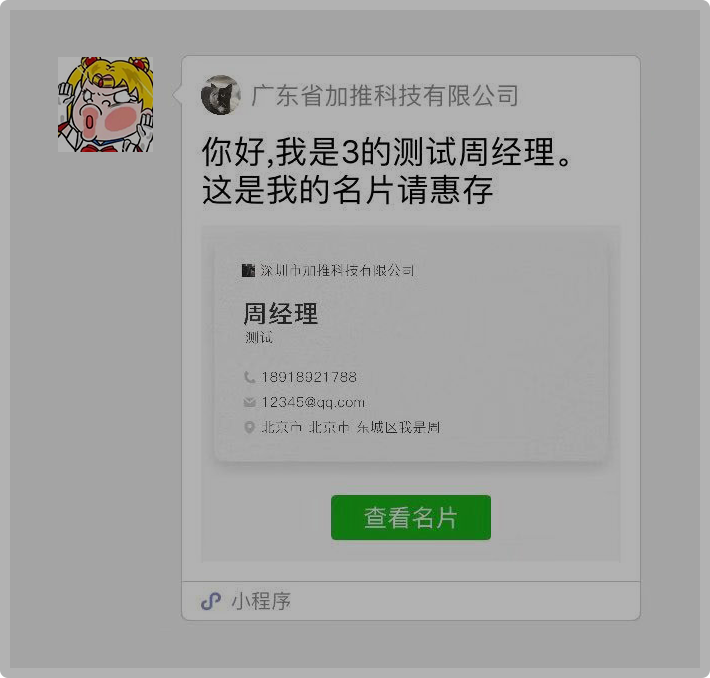 广东省加推科技有限公司
你好,我是3的测试周经理。
这是我的名片请惠存
深圳市加推科技有限公司
周经理
测试
18918921788
12345@qq.com
北京市 北京市 东城区我是周
查看名片
小程序